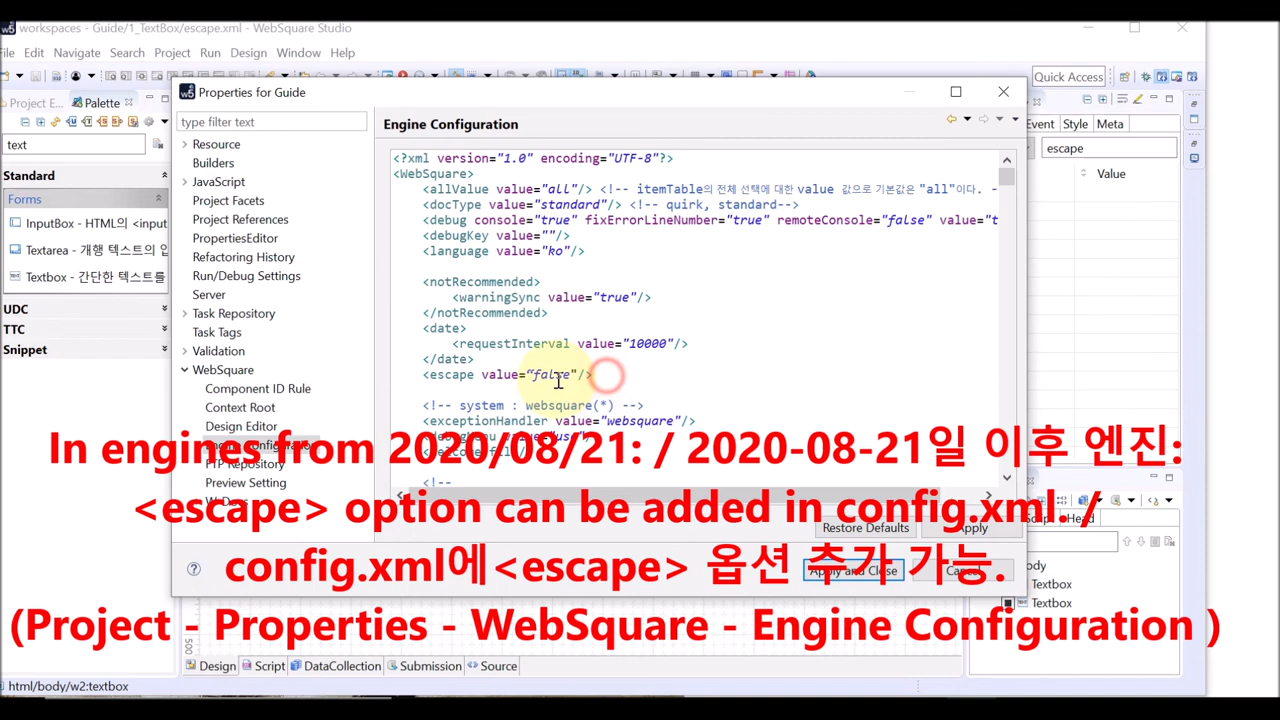 workspaces - Guide/1_TextBox/escape.xml - WebSquare Studio
File Edit Navigate Search Project Run Design Window Help
Quick Access
Project E... Palette
text
Standard
Forms
InputBox - HTML의 <input
Textarea - 개행 텍스트의 입
Textbox - 간단한 텍스트를
UDC
TTC
Snippet
Properties for Guide
type filter text
Resource
Builders
JavaScript
Project Facets
Project References
PropertiesEditor
Refactoring History
Run/Debug Settings
Server
Task Repository
Task Tags
Validation
WebSquare
Component ID Rule
Context Root
Design Editor
PTP Repository
Preview Setting
Engine Configuration
<?xml version="1.0" encoding="UTF-8"?>
<WebSquare>
<allValue value="all"/> <!-- itemTable의 전체 선택에 대한 value 값으로 기본값은 "all"이다. -
<docType value="standard"/> <!-- quirk, standard-->
<debug console="true" fixErrorLineNumber="true" remoteConsole="false" value="t
<debugKey value=""/>
<language value="ko"/>
<notRecommended>
<warningSync value="true"/>
</notRecommended>
<date>
<requestInterval value="10000"/>
</date>
<escape value=“false"/>
<!-- system : websquare(*) -->
<exceptionHandler value="websquare"/>
<!--
Restore Defaults Apply
Apply and Close Cancel
Event Style Meta
escape
Value
Head
Textbox
Textbox
In engines from 2020/08/21: / 2020-08-21일 이후 엔진:
<escape> option can be added in config.xml. /
config.xml에<escape> 옵션 추가 가능.
(Project - Properties - WebSquare - Engine Configuration )
Design Script DataCollection Submission Source
html/body/w2:textbox